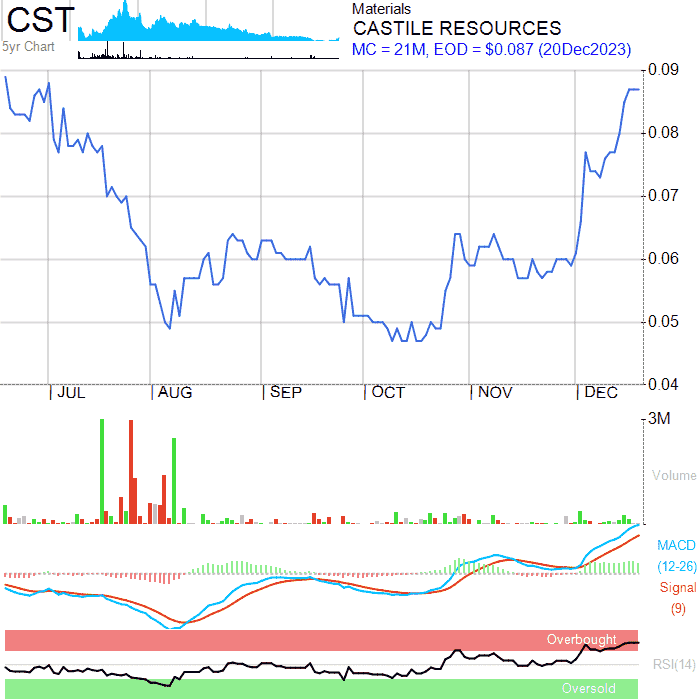 CST
5yr Chart
Materials
CASTILE RESOURCES
MC = 21M, EOD = $0.087 (20Dec2023)
0.09
0.08
0.07
0.06
0.05
0.04
JUL AUG SEP OCT NOV DEC
3M
Volume
MACD
(12-26)
Signal
(9)
Overbought
RSI(14)
Oversold